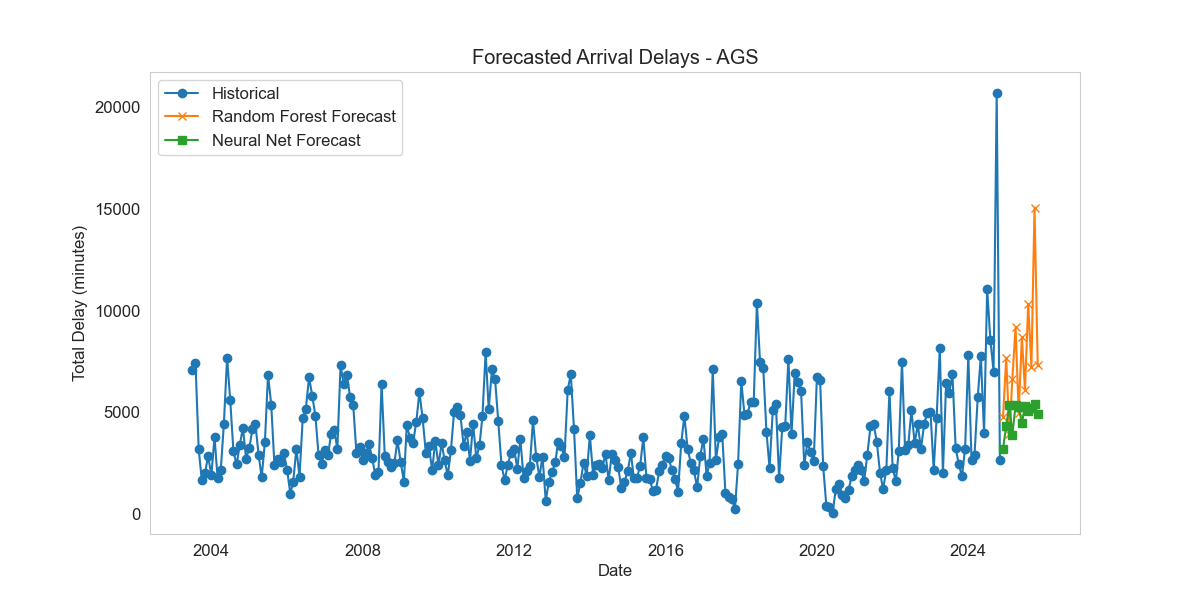 Forecasted Arrival Delays - AGS
Historical
Random Forest Forecast
Neural Net Forecast
Total Delay (minutes)
20000
15000
10000
5000
0
2004 2008 2012 2016 2020 2024
Date